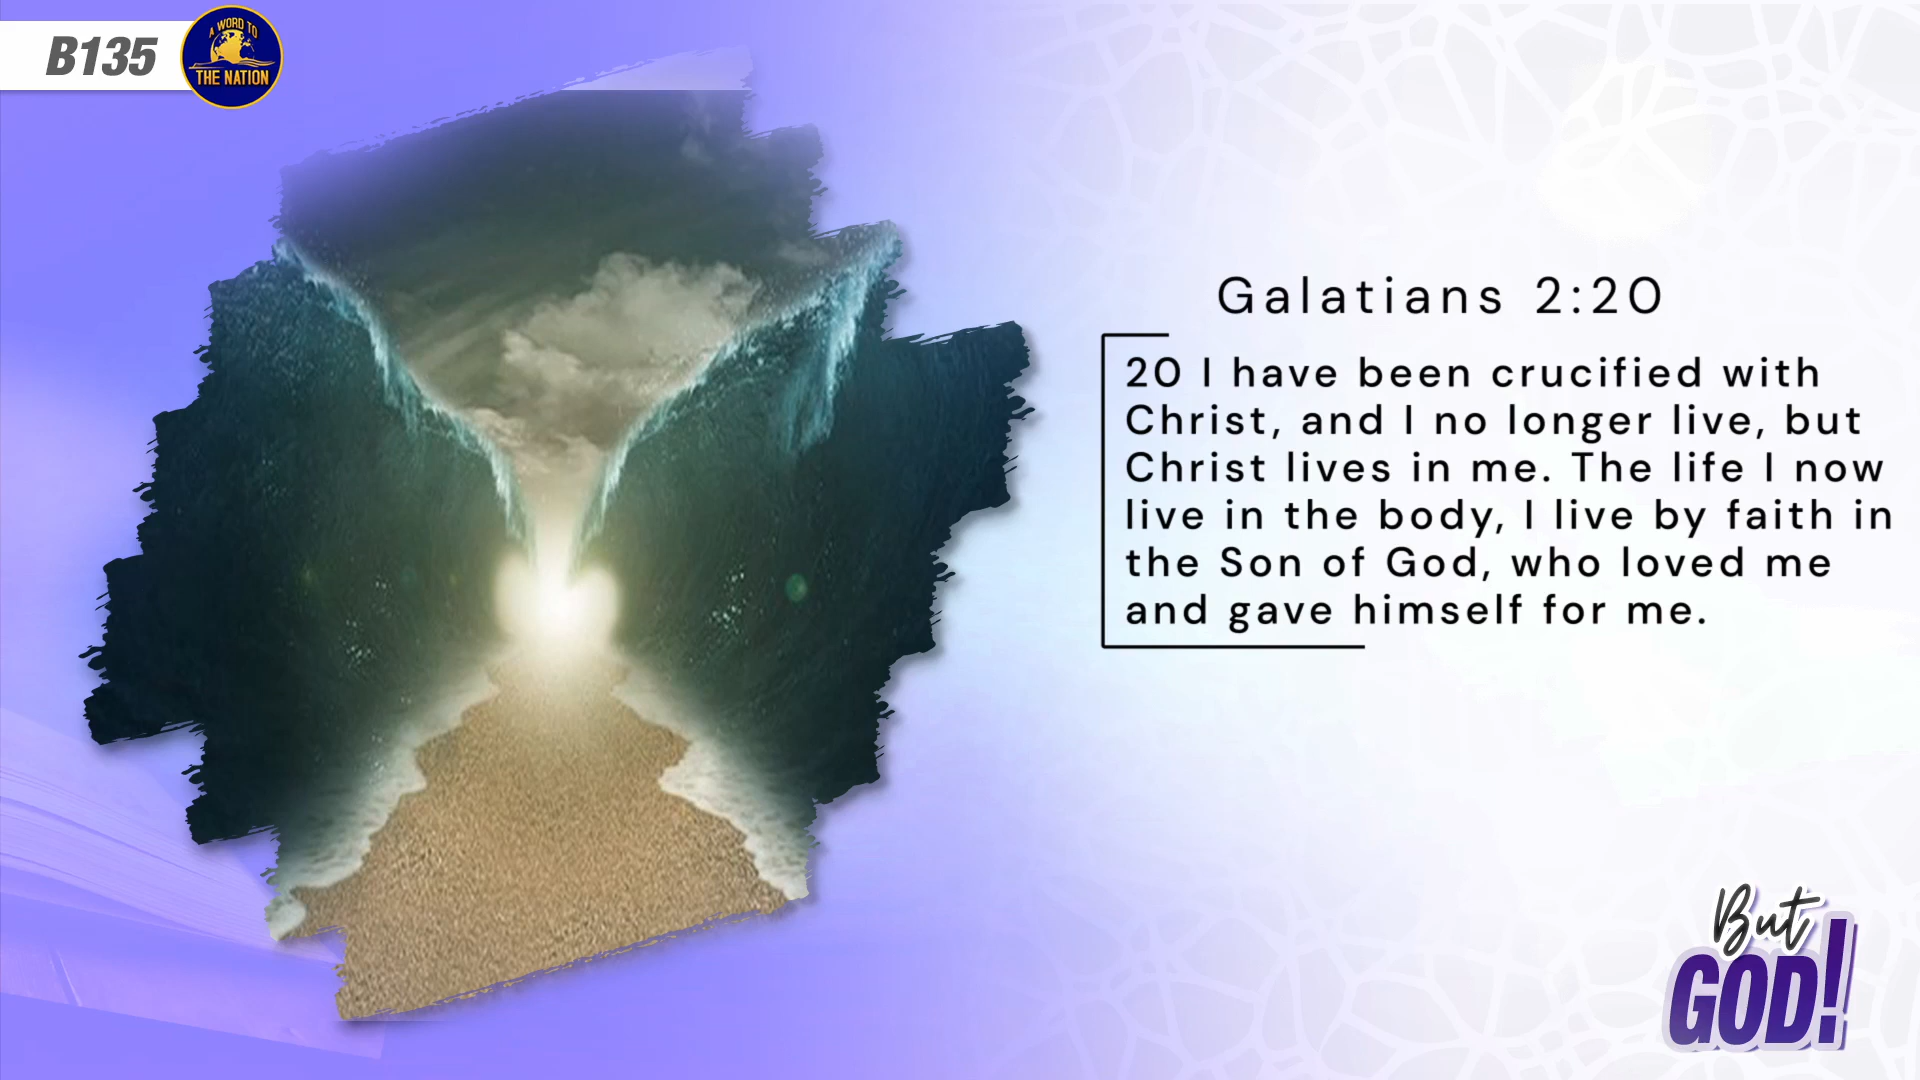 B135
A WORD TO
THE NATION
Galatians 2:20
20 I have been crucified with
Christ, and I no longer live, but
Christ lives in me. The life I now
live in the body, I live by faith in
the Son of God, who loved me
and gave himself for me.
But
GOD!